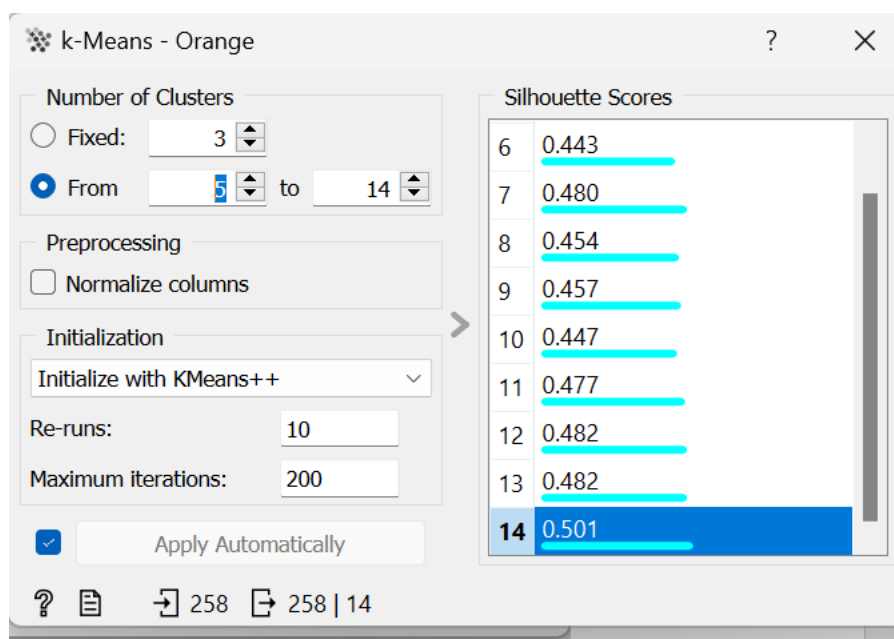 k-Means - Orange ? ×
Number of Clusters
Fixed: 3
From 5 to 14
Preprocessing
Normalize columns
Initialization
Initialize with KMeans++
Re-runs: 10
Maximum iterations: 200
Apply Automatically
? 258 258 | 14
Silhouette Scores
6 0.443
7 0.480
8 0.454
9 0.457
10 0.447
11 0.477
12 0.482
13 0.482
14 0.501